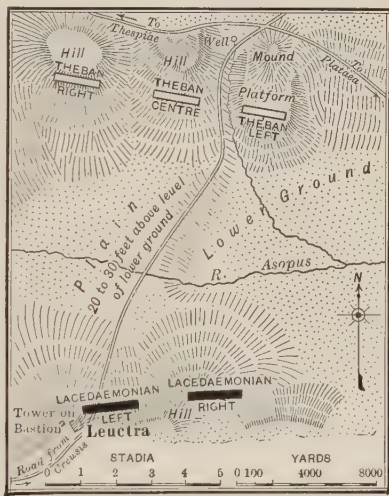 To
Thespiae
Well
Hill
Hill
Mound
To
Plataea
THEBAN
RIGHT
THEBAN
CENTRE
Platform
THEBAN
LEFT
Plain
20 to 30 feet above level
of lower ground
Lower Ground
R. Asopus
N
LACEDAEMONIAN
LEFT
LACEDAEMONIAN
RIGHT
Tower on
Bastion?
Hill
Leuctra
Road from
Creusis
STADIA
YARDS
0 1 2 3 4 5 0 100 4000 8000